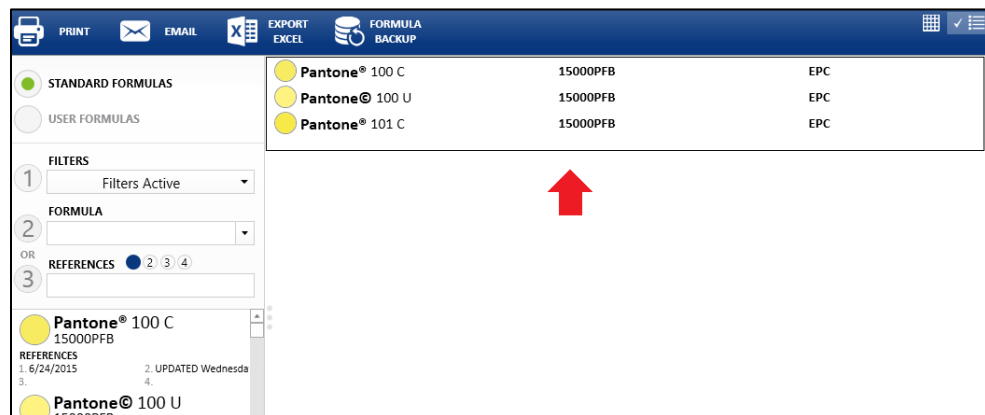 PRINT
EMAIL
EXPORT
EXCEL
FORMULA
BACKUP
STANDARD FORMULAS
USER FORMULAS
FILTERS
1
Filters Active
FORMULA
2
OR
REFERENCES 2 3 4
3
Pantone® 100 C
15000PFB
REFERENCES
1. 6/24/2015 2. UPDATED Wednesda
3. 4.
Pantone© 100 U
15000PFB
Pantone® 100 C 15000PFB EPC
Pantone© 100 U 15000PFB EPC
Pantone® 101 C 15000PFB EPC